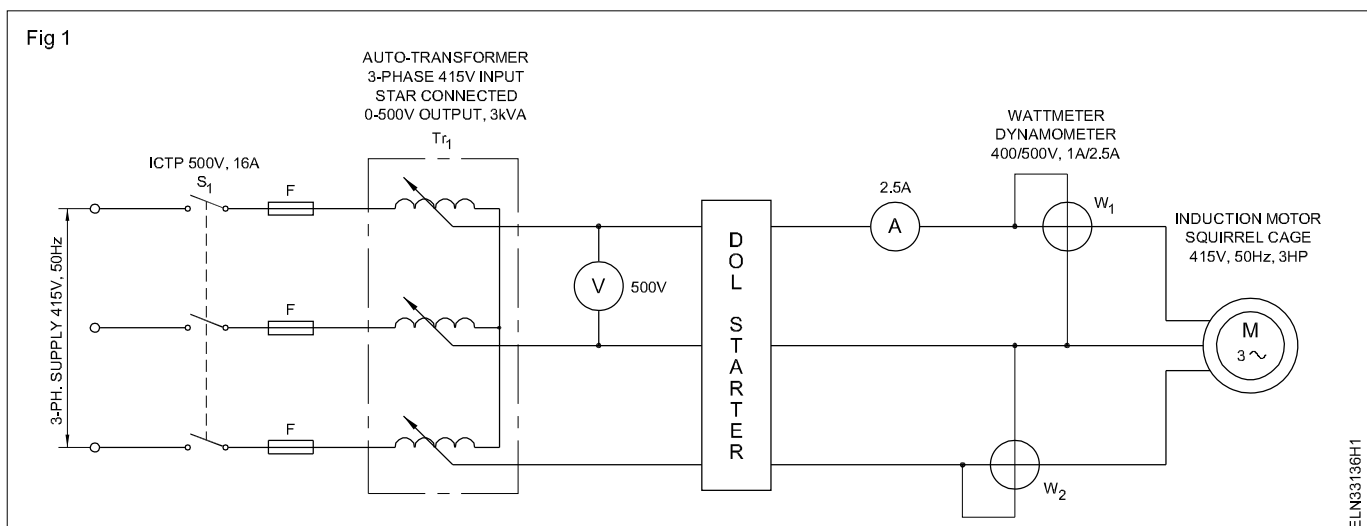 Fig 1
AUTO-TRANSFORMER
3-PHASE 415V INPUT
STAR CONNECTED
0-500V OUTPUT, 3kVA
Tr1
ICTP 500V, 16A
S1
F
F
F
3-PH. SUPPLY 415V, 50Hz
V
500V
DOL STARTER
2.5A
A
WATTMETER
DYNAMOMETER
400/500V, 1A/2.5A
W1
W2
INDUCTION MOTOR
SQUIRREL CAGE
415V, 50Hz, 3HP
M
3~
ELN33136H1